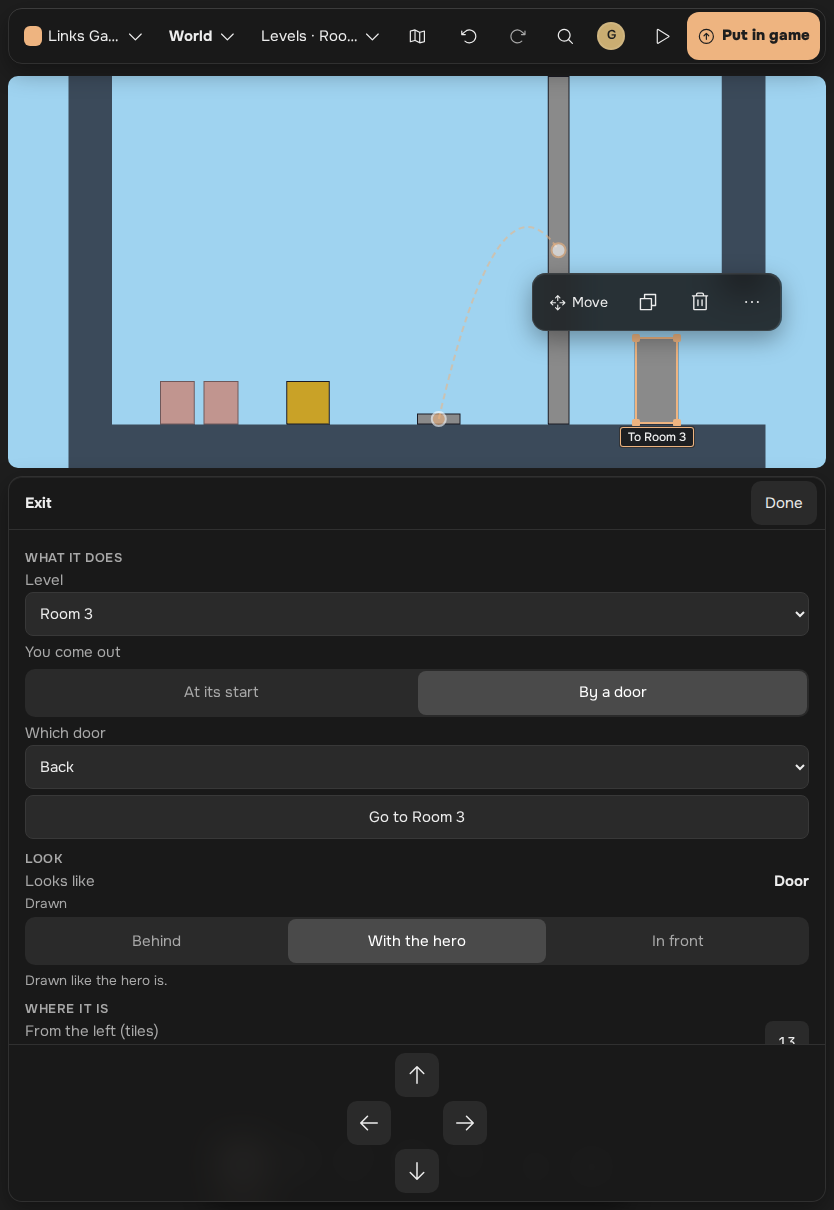 Links Ga... World Levels · Roo... G Put in game
Move ...
To Room 3
Exit Done
WHAT IT DOES
Level
Room 3
You come out
At its start By a door
Which door
Back
Go to Room 3
LOOK
Looks like Door
Drawn
Behind With the hero In front
Drawn like the hero is.
WHERE IT IS
From the left (tiles) 13